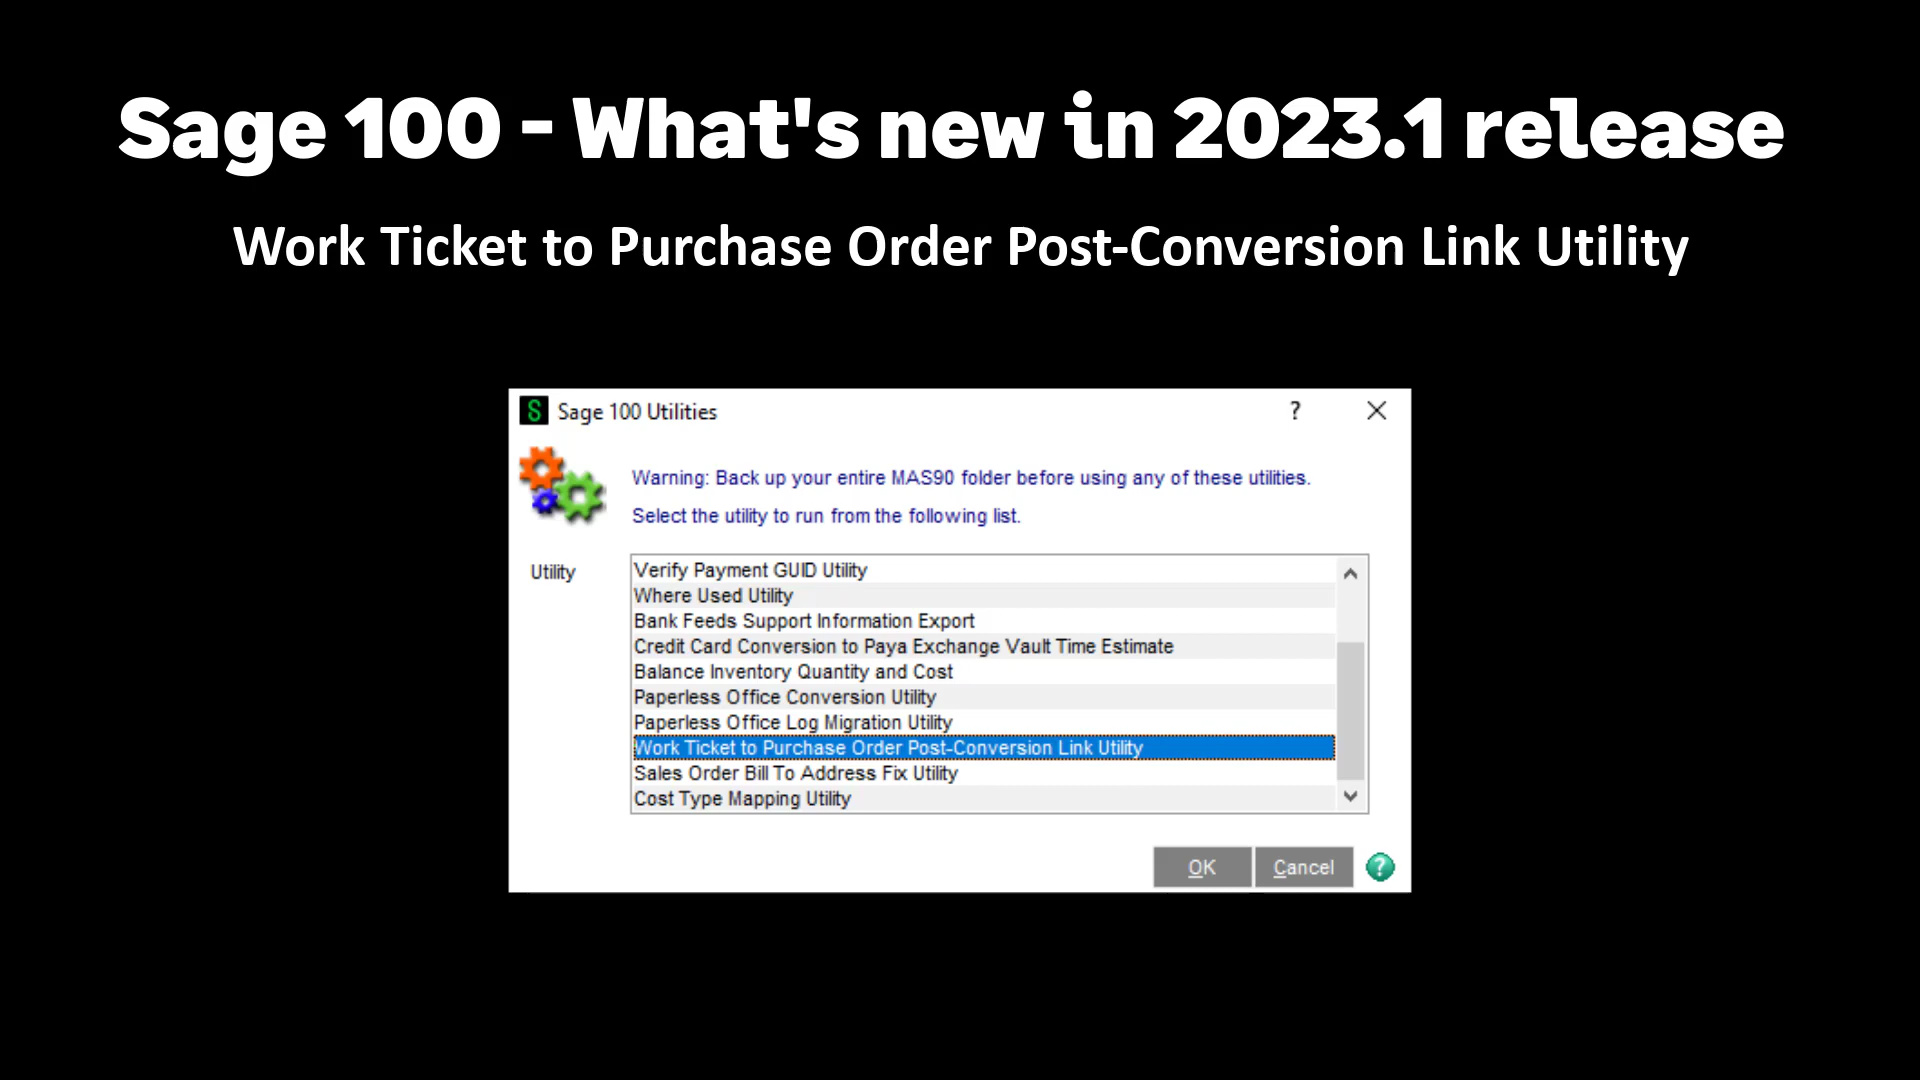 Sage 100 - What's new in 2023.1 release
Work Ticket to Purchase Order Post-Conversion Link Utility
S Sage 100 Utilities ?
Warning: Back up your entire MAS90 folder before using any of these utilities.
Select the utility to run from the following list.
Utility
Verify Payment GUID Utility
Where Used Utility
Bank Feeds Support Information Export
Credit Card Conversion to Paya Exchange Vault Time Estimate
Balance Inventory Quantity and Cost
Paperless Office Conversion Utility
Paperless Office Log Migration Utility
Work Ticket to Purchase Order Post-Conversion Link Utility
Sales Order Bill To Address Fix Utility
Cost Type Mapping Utility
OK Cancel ?